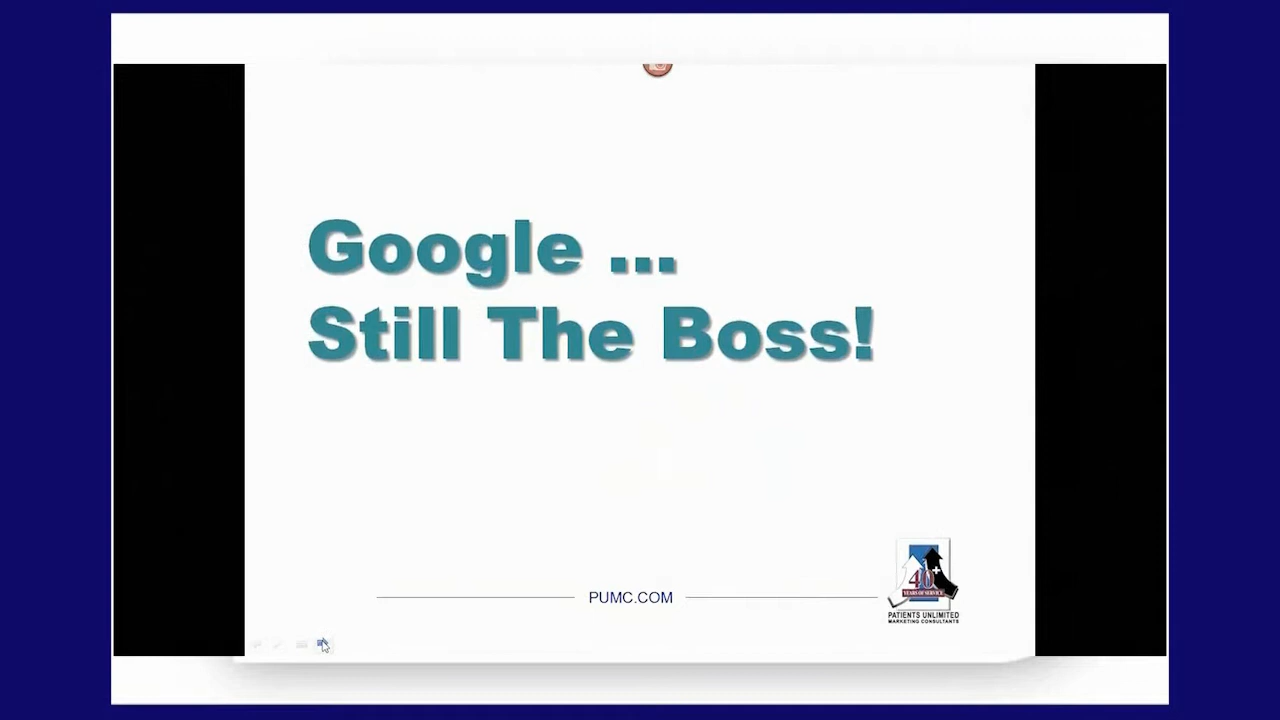 Google ...
Still The Boss!
PUMC.COM
40+
YEARS OF SERVICE
PATIENTS UNLIMITED
MARKETING CONSULTANTS